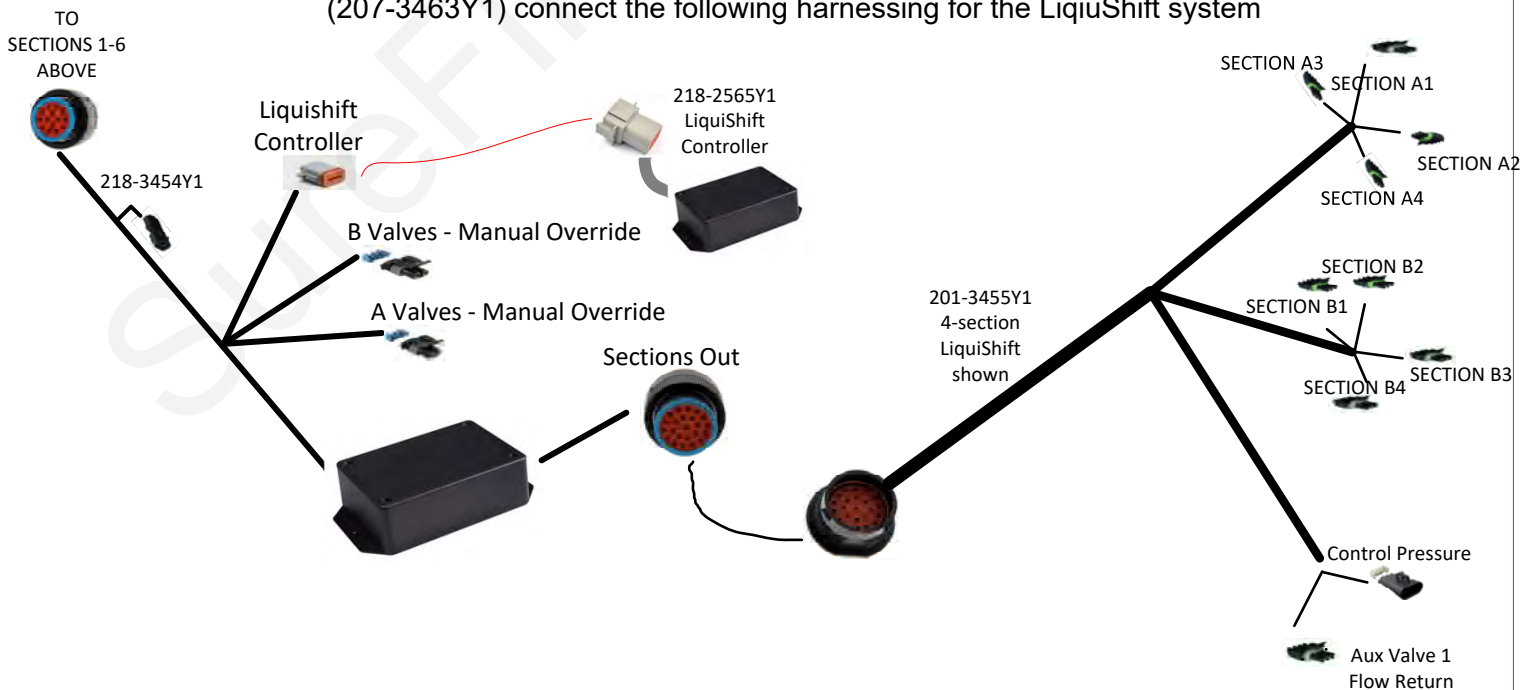 (207-3463Y1) connect the following harnessing for the LiqiuShift system
TO
SECTIONS 1-6
ABOVE
Liquishift
Controller
218-2565Y1
LiquiShift
Controller
218-3454Y1
B Valves - Manual Override
A Valves - Manual Override
Sections Out
201-3455Y1
4-section
LiquiShift
shown
SECTION A3
SECTION A1
SECTION A2
SECTION A4
SECTION B2
SECTION B1
SECTION B3
SECTION B4
Control Pressure
Aux Valve 1
Flow Return
SureFi